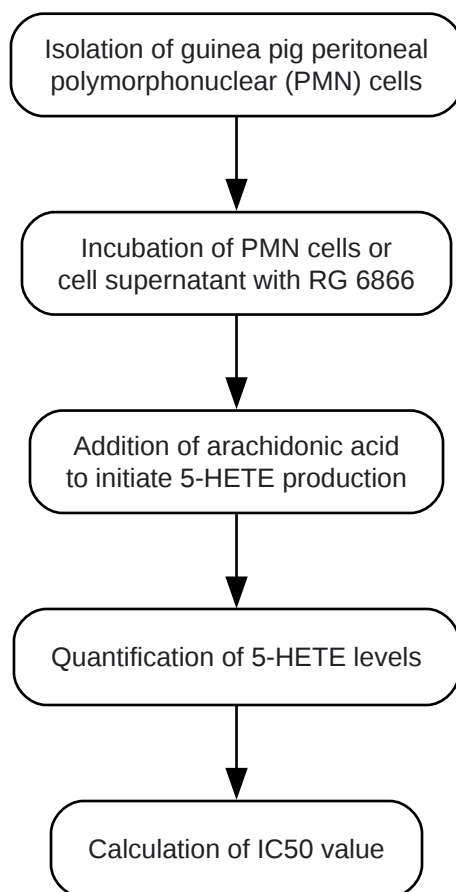 Isolation of guinea pig peritoneal
polymorphonuclear (PMN) cells
Incubation of PMN cells or
cell supernatant with RG 6866
Addition of arachidonic acid
to initiate 5-HETE production
Quantification of 5-HETE levels
Calculation of IC50 value